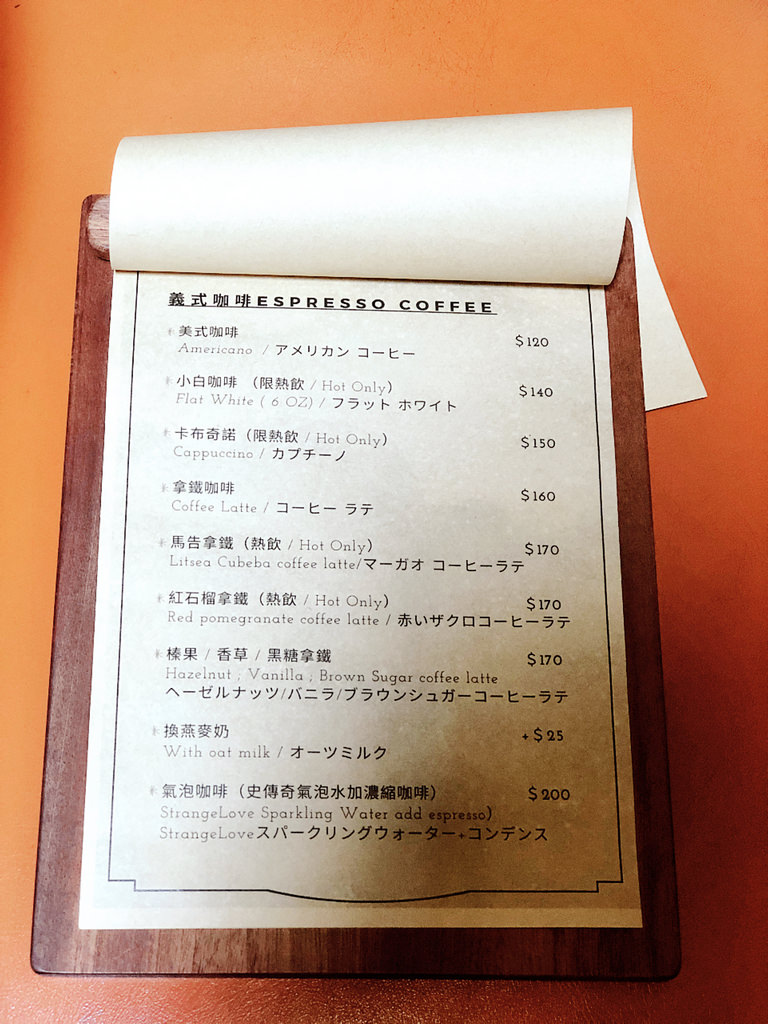 義式咖啡ESPRESSO COFFEE
美式咖啡
Americano / アメリカン コーヒー
$120
小白咖啡 （限熱飲 / Hot Only）
Flat White ( 6 OZ) / フラット ホワイト
$140
卡布奇諾（限熱飲 / Hot Only）
Cappuccino / カプチーノ
$150
拿鐵咖啡
Coffee Latte / コーヒー ラテ
$160
馬告拿鐵（熱飲 / Hot Only）
Litsea Cubeba coffee latte/マーガオ コーヒーラテ
$170
紅石榴拿鐵（熱飲 / Hot Only）
Red pomegranate coffee latte / 赤いザクロコーヒーラテ
$170
榛果 / 香草 / 黑糖拿鐵
Hazelnut ; Vanilla ; Brown Sugar coffee latte
ヘーゼルナッツ/バニラ/ブラウンシュガーコーヒーラテ
$170
換燕麥奶
With oat milk / オーツミルク
+$25
氣泡咖啡（史傳奇氣泡水加濃縮咖啡）
StrangeLove Sparkling Water add espresso)
StrangeLoveスパークリングウォーター+コンデンス
$200